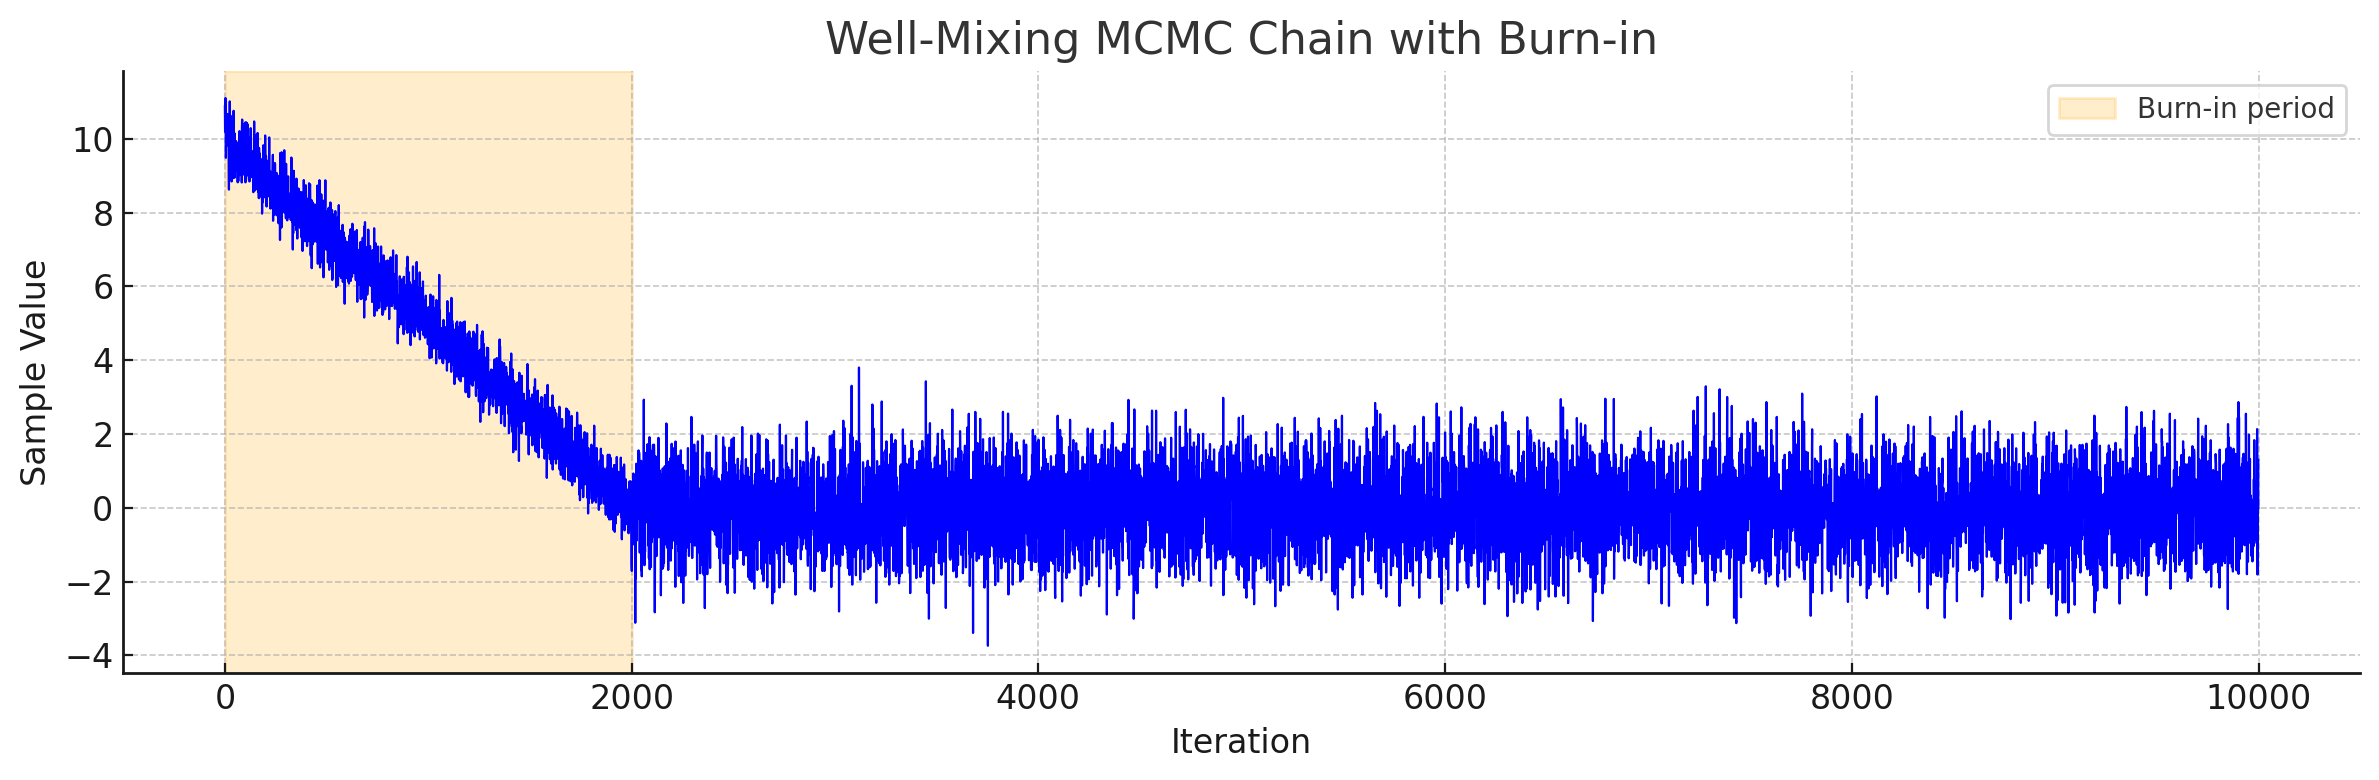 Well-Mixing MCMC Chain with Burn-in
Burn-in period
Sample Value
10
8
6
4
2
0
−2
−4
0 2000 4000 6000 8000 10000
Iteration